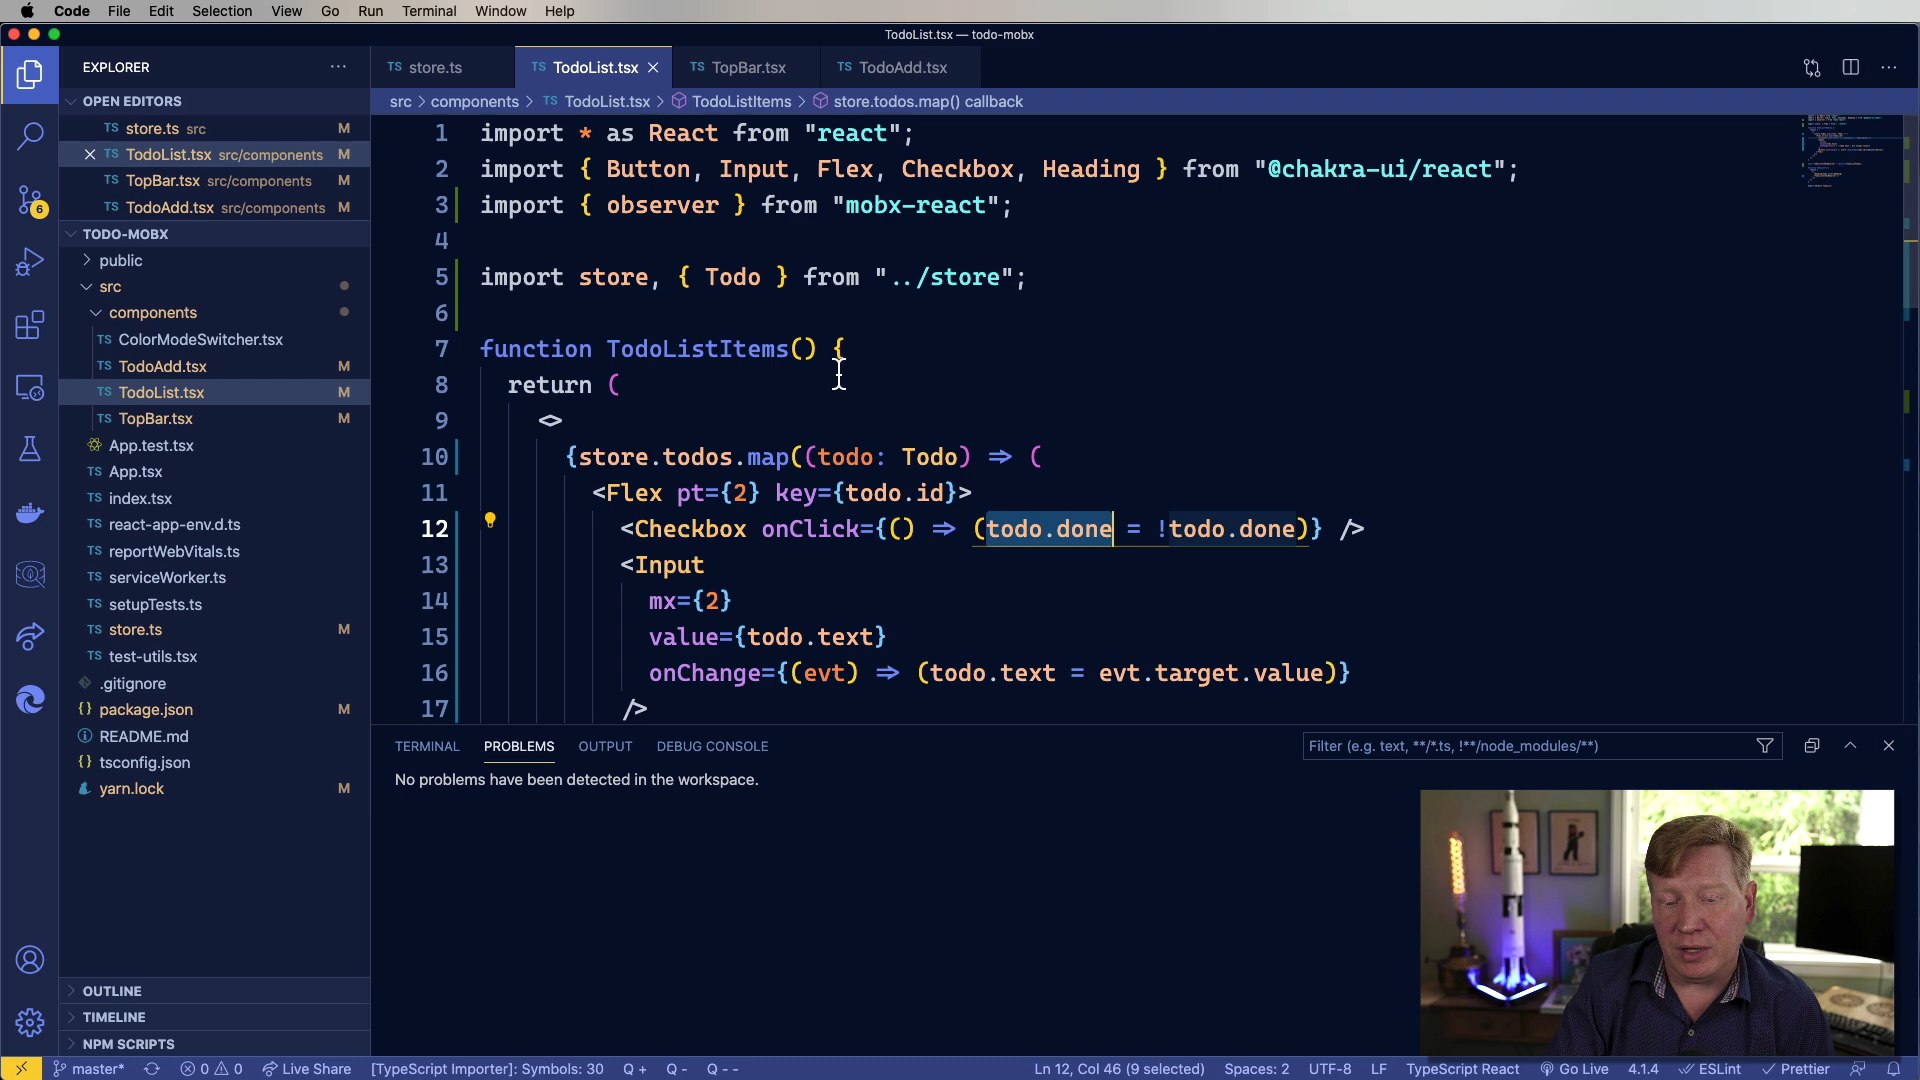 Code File Edit Selection View Go Run Terminal Window Help
TodoList.tsx — todo-mobx
EXPLORER
OPEN EDITORS
TS store.ts src M
TS TodoList.tsx src/components M
TS TopBar.tsx src/components M
TS TodoAdd.tsx src/components M
TODO-MOBX
public
src
components
TS ColorModeSwitcher.tsx
TS TodoAdd.tsx M
TS TodoList.tsx M
TS TopBar.tsx M
App.test.tsx
TS App.tsx
TS index.tsx
TS react-app-env.d.ts
TS reportWebVitals.ts
TS serviceWorker.ts
TS setupTests.ts
TS store.ts M
TS test-utils.tsx
.gitignore
{} package.json M
README.md
{} tsconfig.json
yarn.lock M
OUTLINE
TIMELINE
NPM SCRIPTS
6
TS store.ts TS TodoList.tsx TS TopBar.tsx TS TodoAdd.tsx
src > components > TS TodoList.tsx > TodoListItems > store.todos.map() callback
1 import * as React from "react";
2 import { Button, Input, Flex, Checkbox, Heading } from "@chakra-ui/react";
3 import { observer } from "mobx-react";
4
5 import store, { Todo } from "../store";
6
7 function TodoListItems() {
8 return (
9 <>
10 {store.todos.map((todo: Todo) => (
11 <Flex pt={2} key={todo.id}>
12 <Checkbox onClick={() => (todo.done = !todo.done)} />
13 <Input
14 mx={2}
15 value={todo.text}
16 onChange={(evt) => (todo.text = evt.target.value)}
17 />
TERMINAL PROBLEMS OUTPUT DEBUG CONSOLE
Filter (e.g. text, **/*.ts, !**/node_modules/**)
No problems have been detected in the workspace.
master* 0 0 Live Share [TypeScript Importer]: Symbols: 30 Q + Q - Q - - Ln 12, Col 46 (9 selected) Spaces: 2 UTF-8 LF TypeScript React Go Live 4.1.4 ESLint Prettier